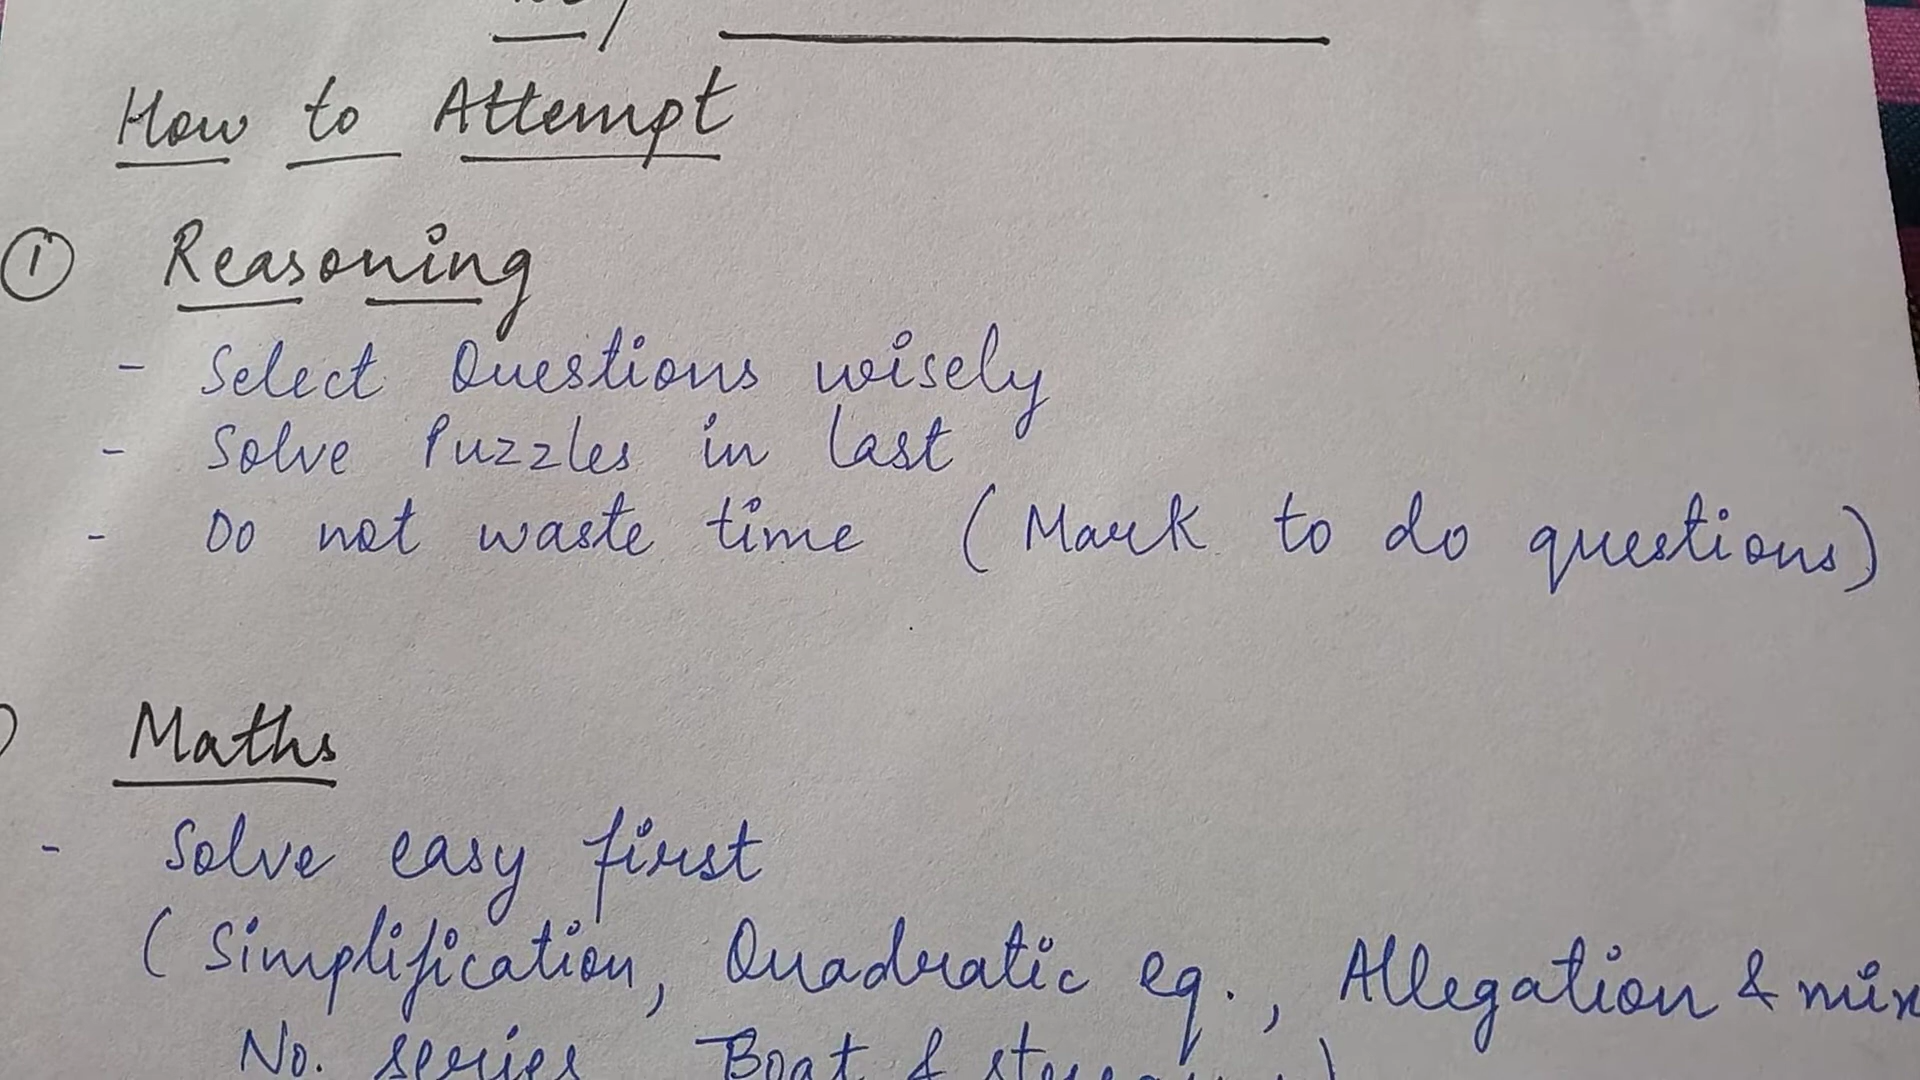 How to Attempt
① Reasoning
- Select Questions wisely
- Solve Puzzles in last
- Do not waste time (Mark to do questions)
Maths
- Solve easy first
(Simplification, Quadratic eq., Allegation & mix
No. series Boat & stream)